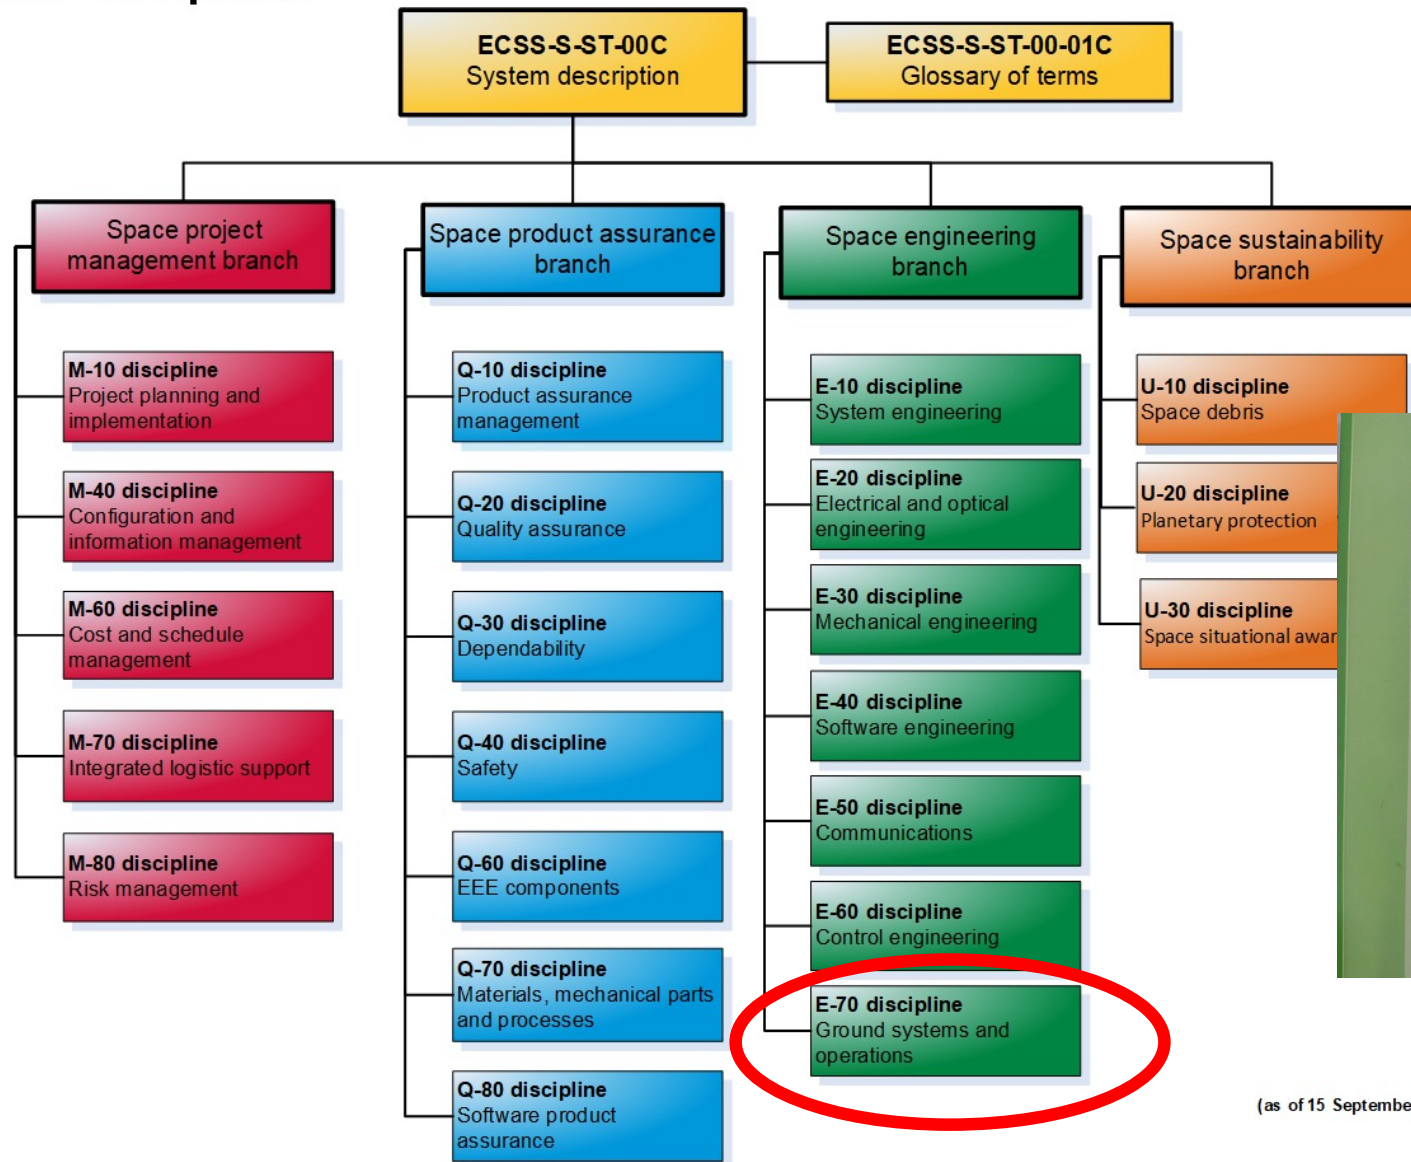 ECSS-S-ST-00C
System description
ECSS-S-ST-00-01C
Glossary of terms
Space project
management branch
M-10 discipline
Project planning and
implementation
M-40 discipline
Configuration and
information management
M-60 discipline
Cost and schedule
management
M-70 discipline
Integrated logistic support
M-80 discipline
Risk management
Space product assurance
branch
Q-10 discipline
Product assurance
management
Q-20 discipline
Quality assurance
Q-30 discipline
Dependability
Q-40 discipline
Safety
Q-60 discipline
EEE components
Q-70 discipline
Materials, mechanical parts
and processes
Q-80 discipline
Software product
assurance
Space engineering
branch
E-10 discipline
System engineering
E-20 discipline
Electrical and optical
engineering
E-30 discipline
Mechanical engineering
E-40 discipline
Software engineering
E-50 discipline
Communications
E-60 discipline
Control engineering
E-70 discipline
Ground systems and
operations
Space sustainability
branch
U-10 discipline
Space debris
U-20 discipline
Planetary protection
U-30 discipline
Space situational
(as of 15